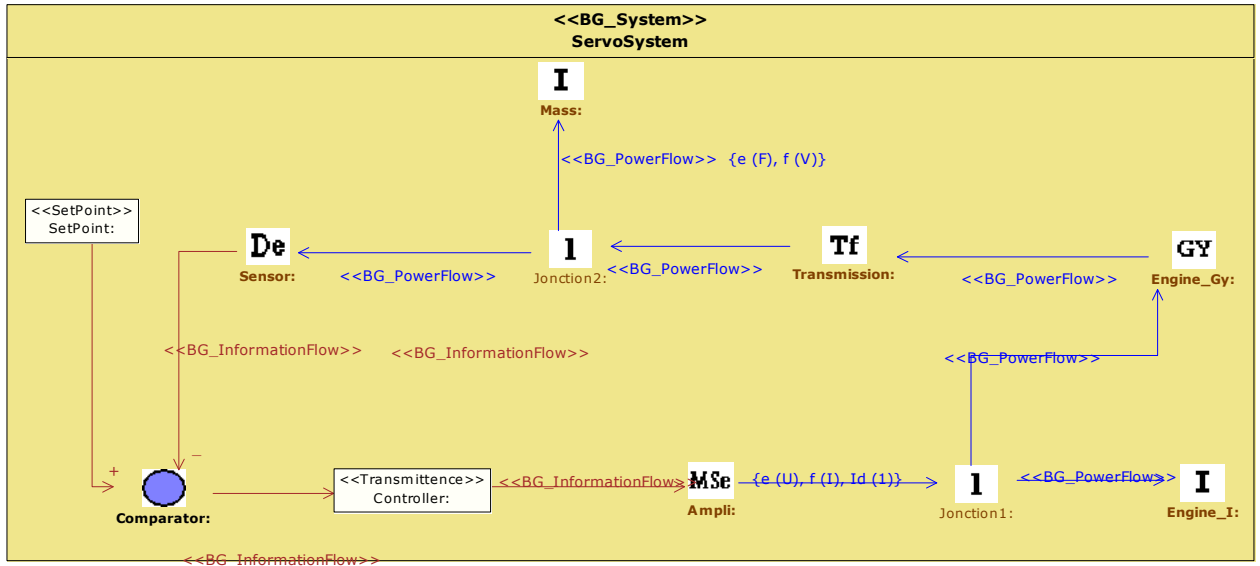 <<BG_System>>
ServoSystem
I
Mass:
<<BG_PowerFlow>> {e (F), f (V)}
<<SetPoint>>
SetPoint:
De
Sensor:
<<BG_PowerFlow>>
1
Jonction2:
<<BG_PowerFlow>>
Tf
Transmission:
<<BG_PowerFlow>>
GY
Engine_Gy:
<<BG_InformationFlow>>
<<BG_InformationFlow>>
<<BG_PowerFlow>>
+
_
Comparator:
<<Transmittence>>
Controller:
<<BG_InformationFlow>>
MSe
Ampli:
{e (U), f (I), Id (1)}
1
Jonction1:
<<BG_PowerFlow>>
I
Engine_I:
<<BG_InformationFlow>>